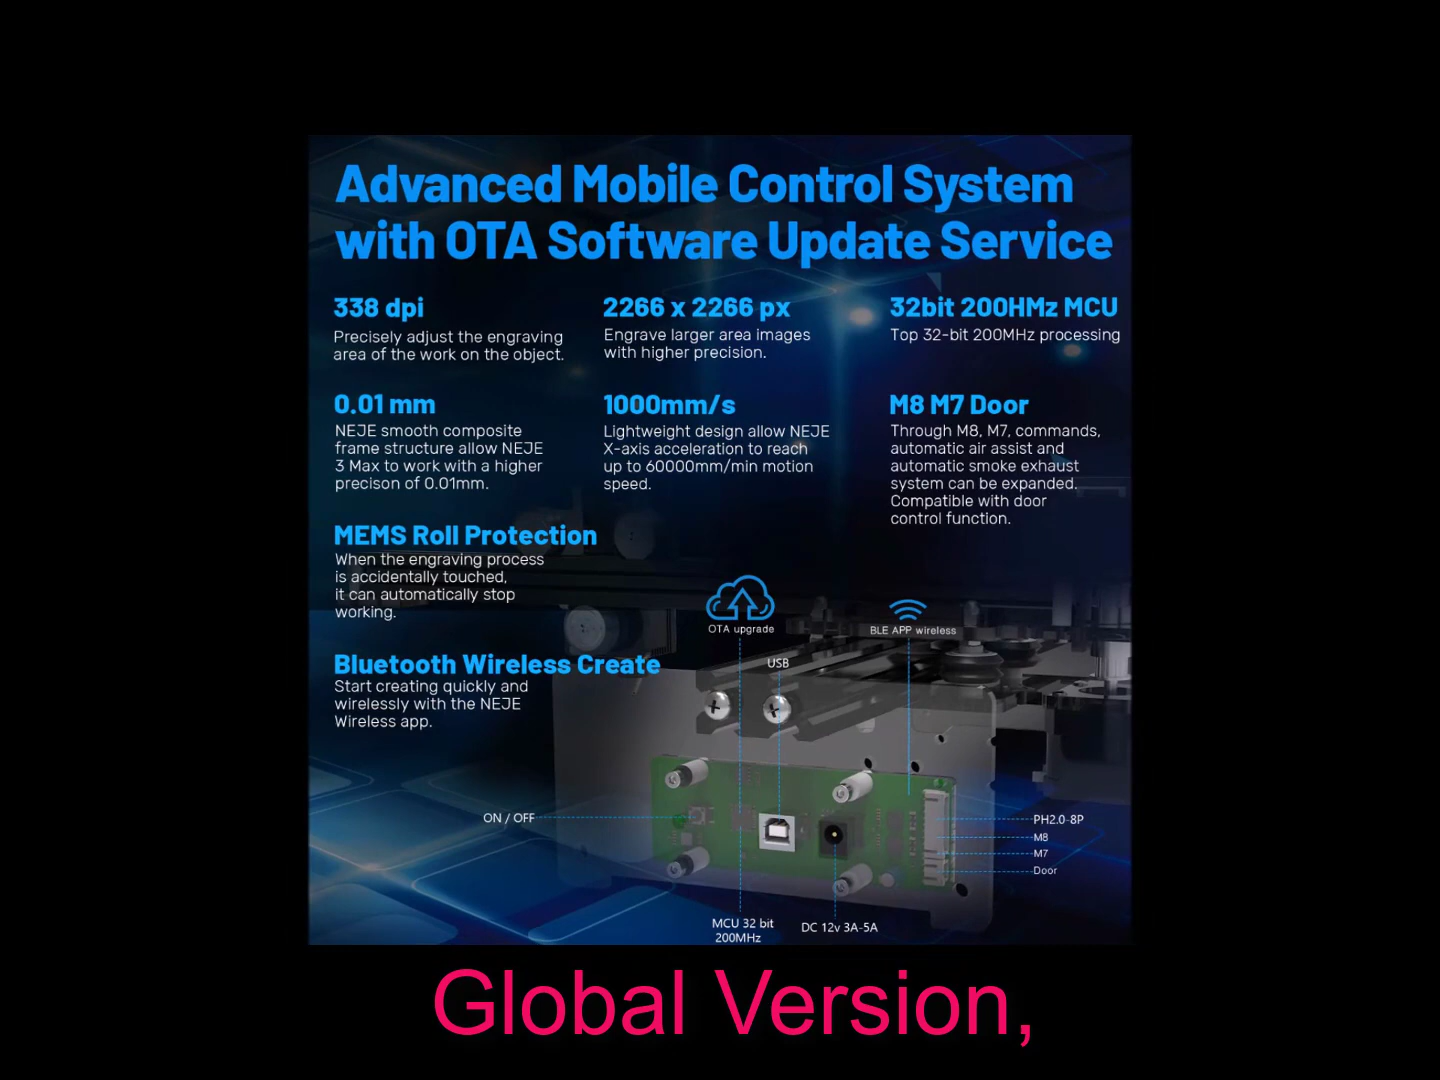 Advanced Mobile Control System
with OTA Software Update Service
338 dpi
Precisely adjust the engraving
area of the work on the object.
2266 x 2266 px
Engrave larger area images
with higher precision.
32bit 200HMz MCU
Top 32-bit 200MHz processing
0.01 mm
NEJE smooth composite
frame structure allow NEJE
3 Max to work with a higher
precison of 0.01mm.
1000mm/s
Lightweight design allow NEJE
X-axis acceleration to reach
up to 60000mm/min motion
speed.
M8 M7 Door
Through M8, M7, commands,
automatic air assist and
automatic smoke exhaust
system can be expanded.
Compatible with door
control function.
MEMS Roll Protection
When the engraving process
is accidentally touched,
it can automatically stop
working.
Bluetooth Wireless Create
Start creating quickly and
wirelessly with the NEJE
Wireless app.
OTA upgrade
BLE APP wireless
USB
ON / OFF
PH2.0-8P
M8
M7
Door
MCU 32 bit
200MHz
DC 12v 3A-5A
Global Version,